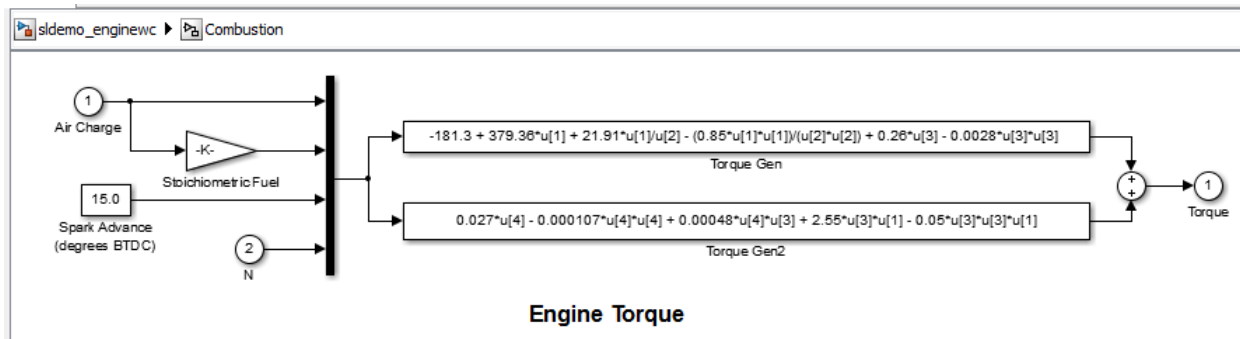 sldemo_enginewc Combustion
1
Air Charge
-K-
Stoichiometric Fuel
15.0
Spark Advance
(degrees BTDC)
2
N
-181.3 + 379.36*u[1] + 21.91*u[1]/u[2] - (0.85*u[1]*u[1])/(u[2]*u[2]) + 0.26*u[3] - 0.0028*u[3]*u[3]
Torque Gen
0.027*u[4] - 0.000107*u[4]*u[4] + 0.00048*u[4]*u[3] + 2.55*u[3]*u[1] - 0.05*u[3]*u[3]*u[1]
Torque Gen2
+
+
1
Torque
Engine Torque